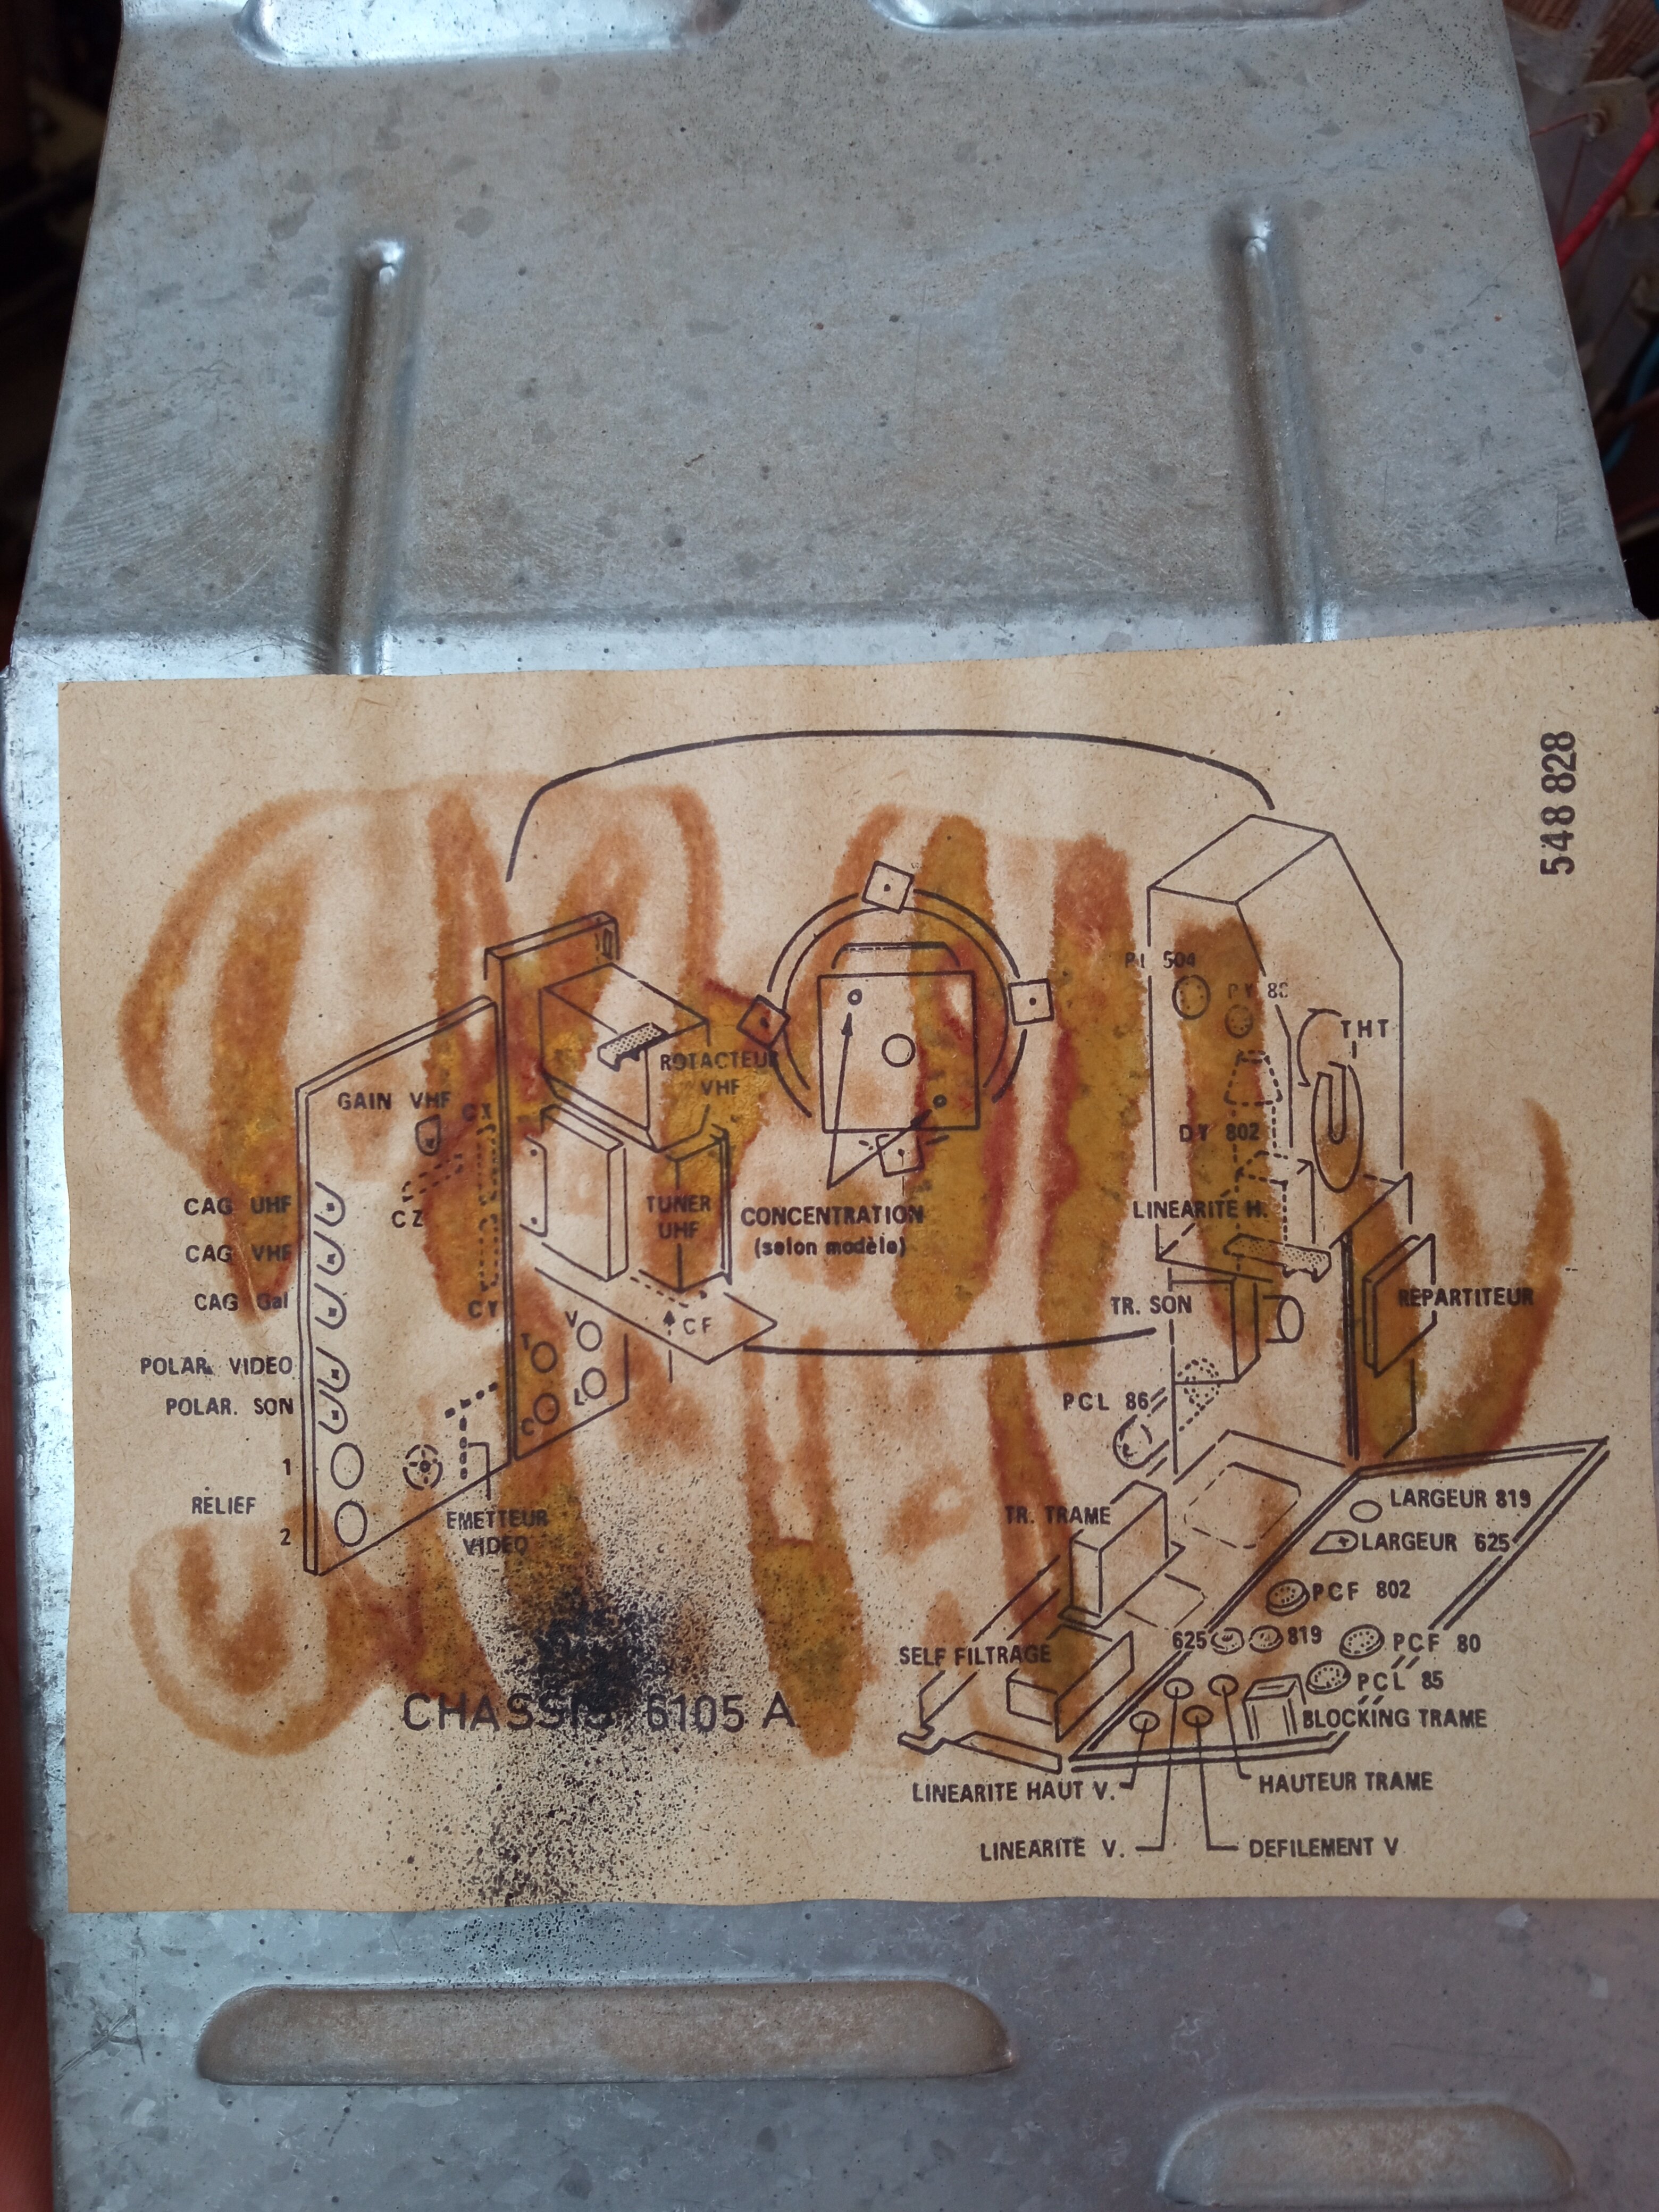 548 828
PL 504
PY 88
THT
ROTACTEUR
VHF
GAIN VHF
CX
DY 802
CAG UHF
CZ
TUNER
UHF
CONCENTRATION
(selon modèle)
LINEARITE H.
CAG VHF
CAG Gal
CY
TR. SON
REPARTITEUR
CF
V
T
POLAR. VIDEO
L
POLAR. SON
C
PCL 86
1
RELIEF
2
EMETTEUR
VIDEO
TR. TRAME
LARGEUR 819
LARGEUR 625
PCF 802
625
819
PCF 80
SELF FILTRAGE
PCL 85
CHASSIS 6105 A
BLOCKING TRAME
LINEARITE HAUT V.
HAUTEUR TRAME
LINEARITE V.
DEFILEMENT V